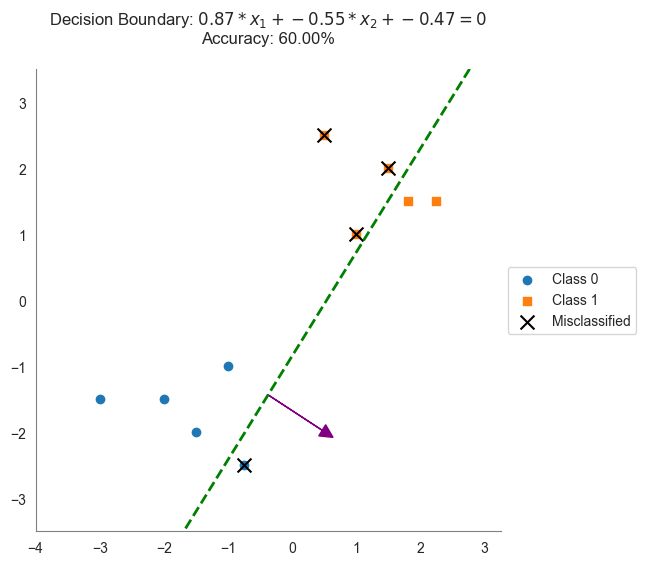 Decision Boundary: 0.87 * x₁ + −0.55 * x₂ + −0.47 = 0
Accuracy: 60.00%
3
2
1
0
−1
−2
−3
−4 −3 −2 −1 0 1 2 3
Class 0
Class 1
Misclassified